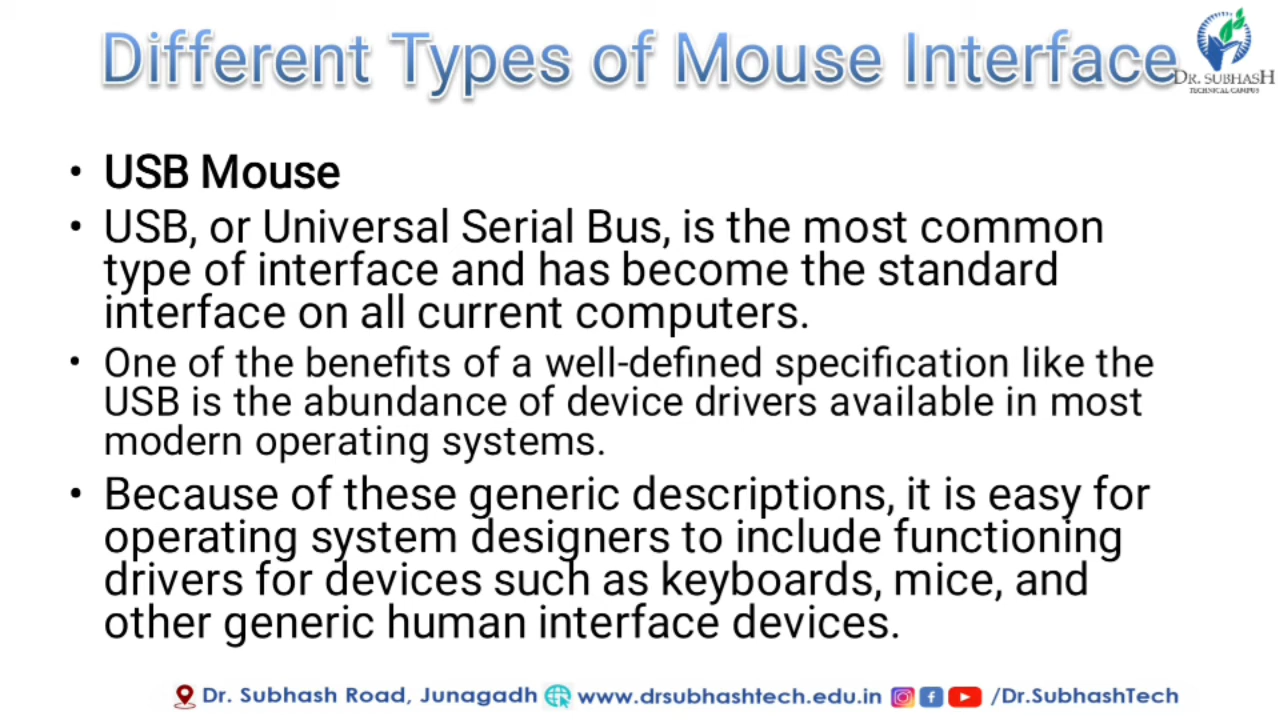 Different Types of Mouse Interface
DR. SUBHASH
TECHNICAL CAMPUS
• USB Mouse
• USB, or Universal Serial Bus, is the most common
type of interface and has become the standard
interface on all current computers.
• One of the benefits of a well-defined specification like the
USB is the abundance of device drivers available in most
modern operating systems.
• Because of these generic descriptions, it is easy for
operating system designers to include functioning
drivers for devices such as keyboards, mice, and
other generic human interface devices.
Dr. Subhash Road, Junagadh www.drsubhashtech.edu.in /Dr.SubhashTech